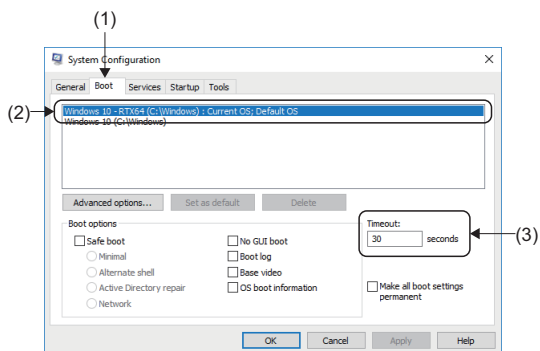 (1)
System Configuration
General Boot Services Startup Tools
(2)
Windows 10 - RTX64 (C:\Windows) : Current OS; Default OS
Windows 10 (C:\Windows)
Advanced options... Set as default Delete
Boot options
Timeout:
Safe boot No GUI boot 30 seconds
(3)
Minimal Boot log
Alternate shell Base video
Active Directory repair OS boot information Make all boot settings
permanent
Network
OK Cancel Apply Help